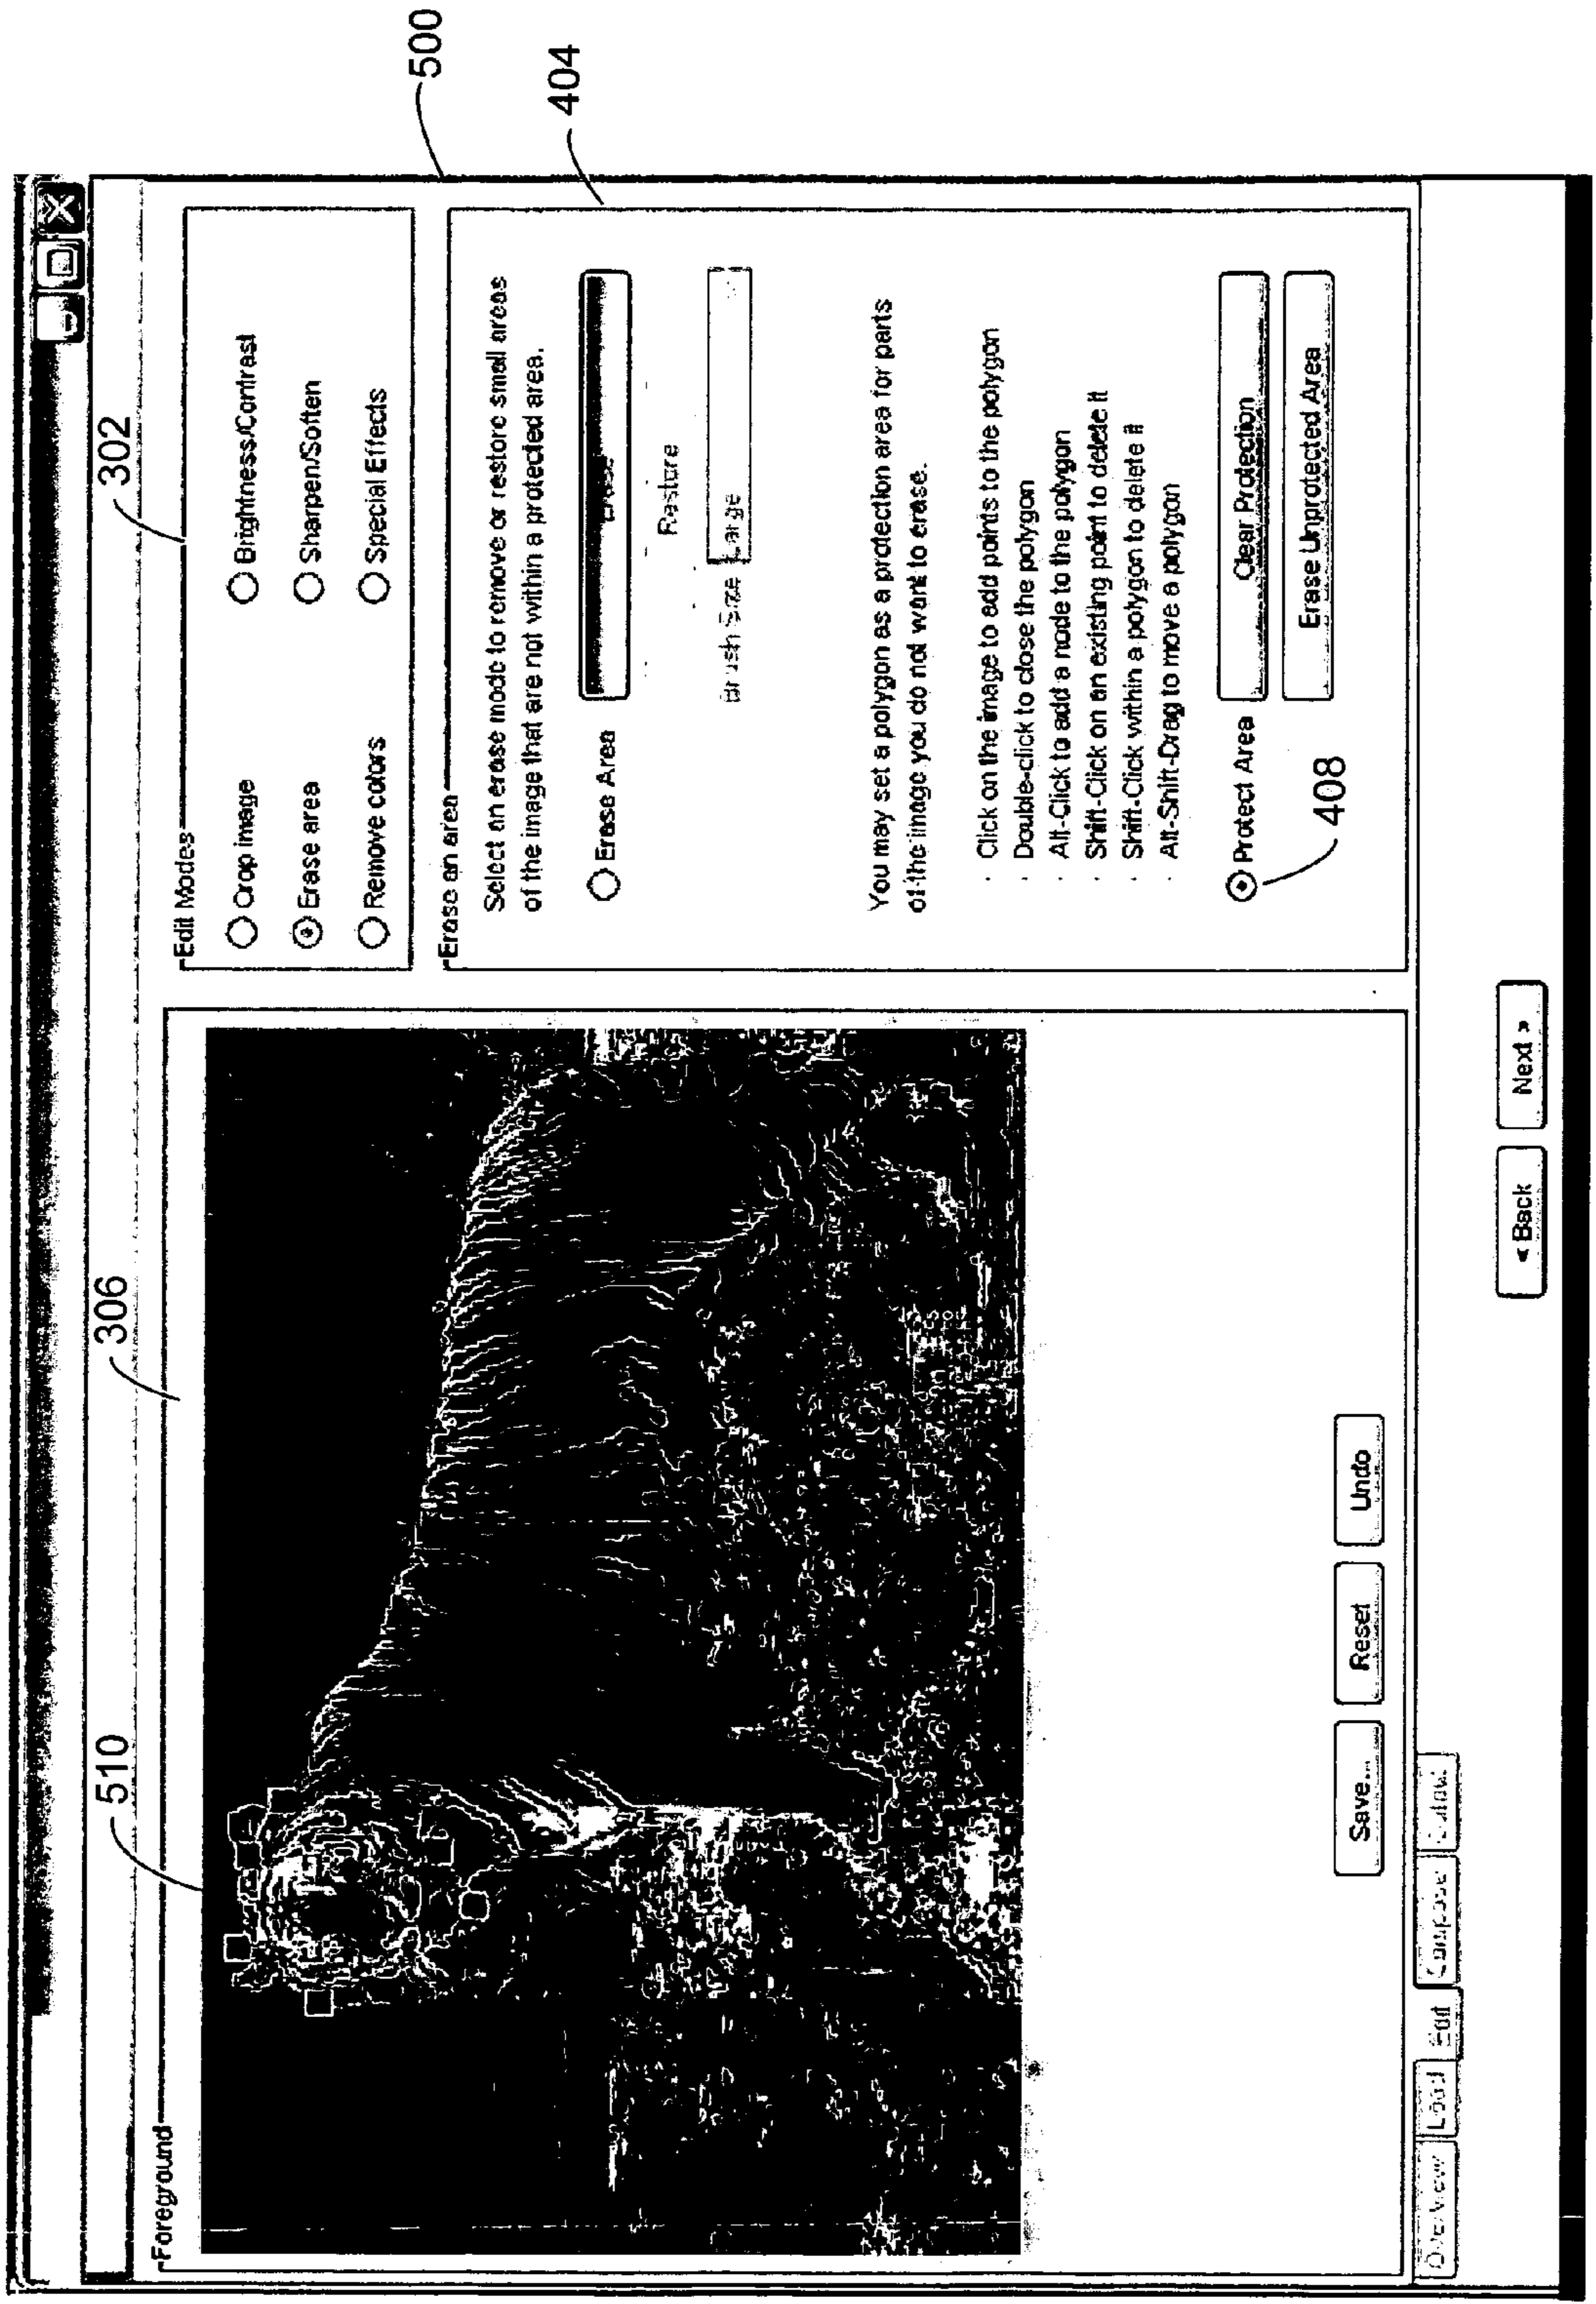 500
404
302
306
510
Foreground
Save...
Reset
Undo
Edit Modes
Crop image
Brightness/Contrast
Erase area
Sharpen/Soften
Remove colors
Special Effects
Erase an area
Select an erase mode to remove or restore small areas
of the image that are not within a protected area.
Erase Area
Erase
Restore
Brush Size
Large
You may set a polygon as a protection area for parts
of the image you do not want to erase.
· Click on the image to add points to the polygon
· Double-click to close the polygon
· Alt-Click to add a node to the polygon
· Shift-Click on an existing point to delete it
· Shift-Click within a polygon to delete it
· Alt-Shift-Drag to move a polygon
Protect Area
Clear Protection
Erase Unprotected Area
408
Overview
Load
Edit
Compose
< Back
Next >